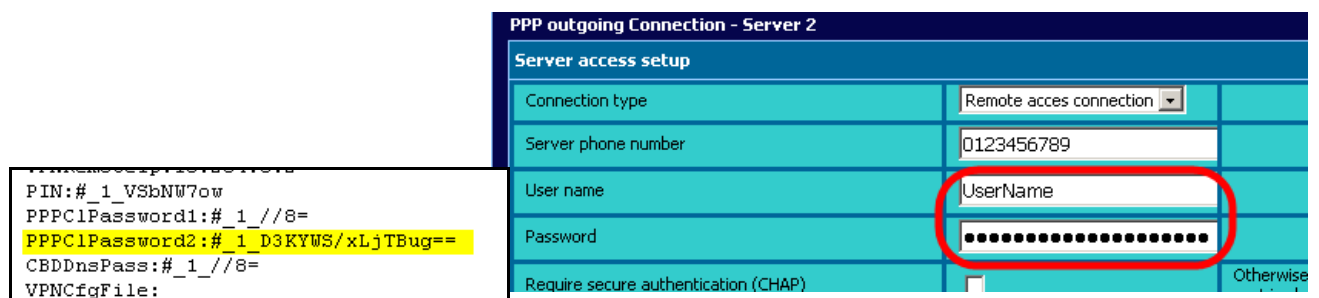 PPP outgoing Connection - Server 2
Server access setup
Connection type
Remote acces connection
Server phone number
0123456789
User name
UserName
Password
●●●●●●●●●●●●●●●●●●●●
Require secure authentication (CHAP)
Otherwise
PIN:#_1_VSbNW7ow
PPPClPassword1:#_1_//8=
PPPClPassword2:#_1_D3KYWS/xLjTBug==
CBDDnsPass:#_1_//8=
VPNCfgFile: